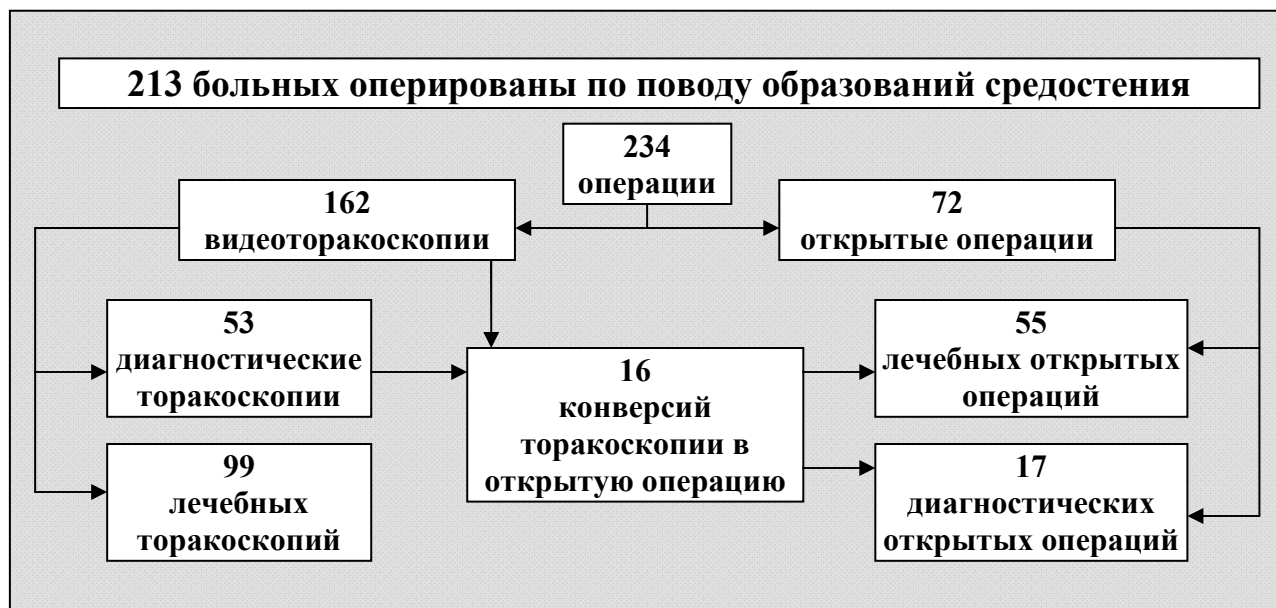 213 больных оперированы по поводу образований средостения
234
операции
162
видеоторакоскопии
72
открытые операции
53
диагностические
торакоскопии
99
лечебных
торакоскопий
16
конверсий
торакоскопии в
открытую операцию
55
лечебных открытых
операций
17
диагностических
открытых операций